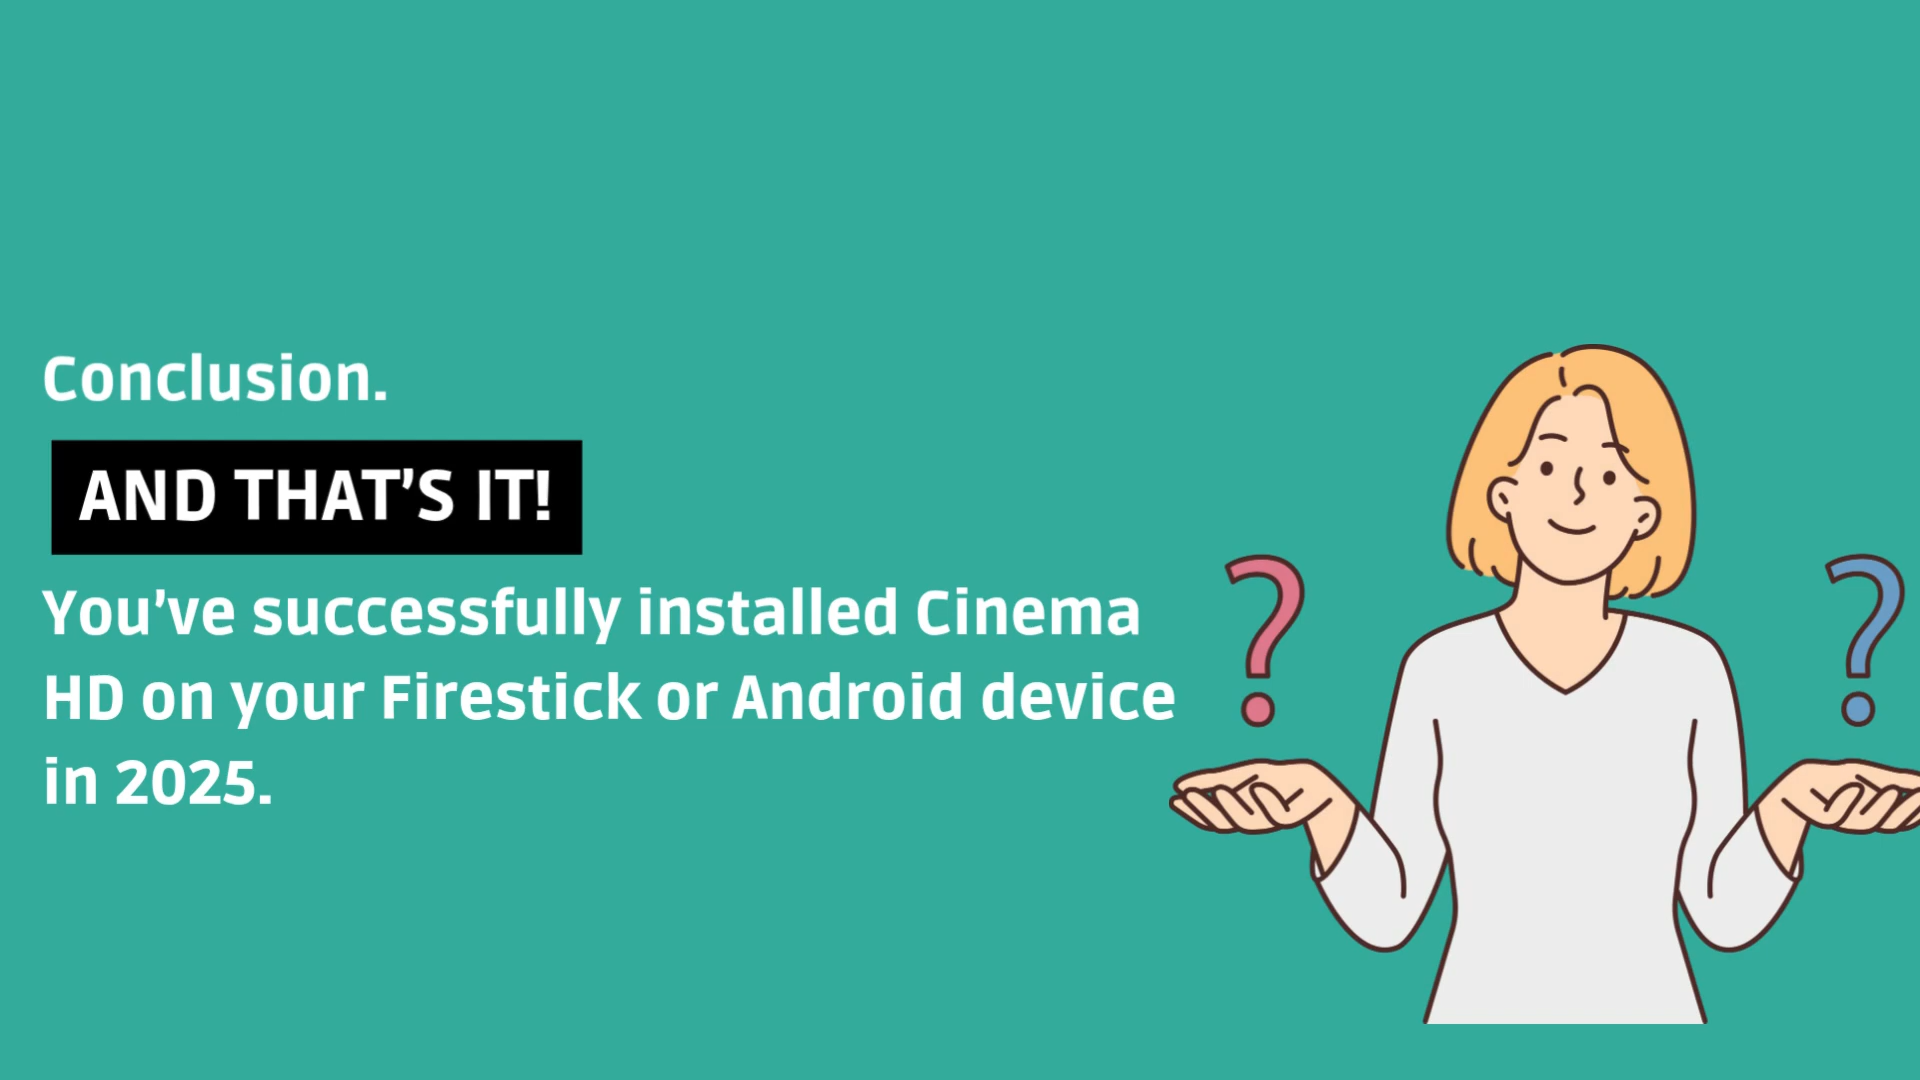 Conclusion.
AND THAT’S IT!
You’ve successfully installed Cinema
HD on your Firestick or Android device
in 2025.
? ?